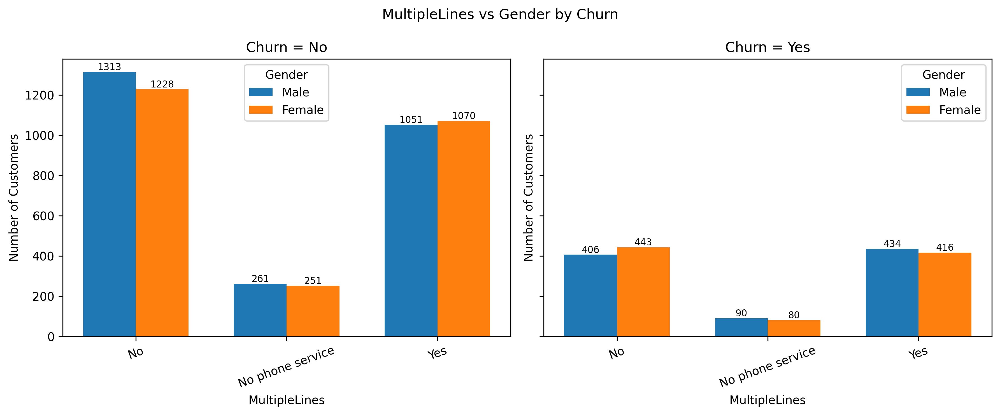 MultipleLines vs Gender by Churn
Churn = No
Number of Customers
1200
1000
800
600
400
200
0
1313
1228
261
251
1051
1070
Gender
Male
Female
No
No phone service
Yes
MultipleLines
Churn = Yes
Number of Customers
406
443
90
80
434
416
Gender
Male
Female
No
No phone service
Yes
MultipleLines